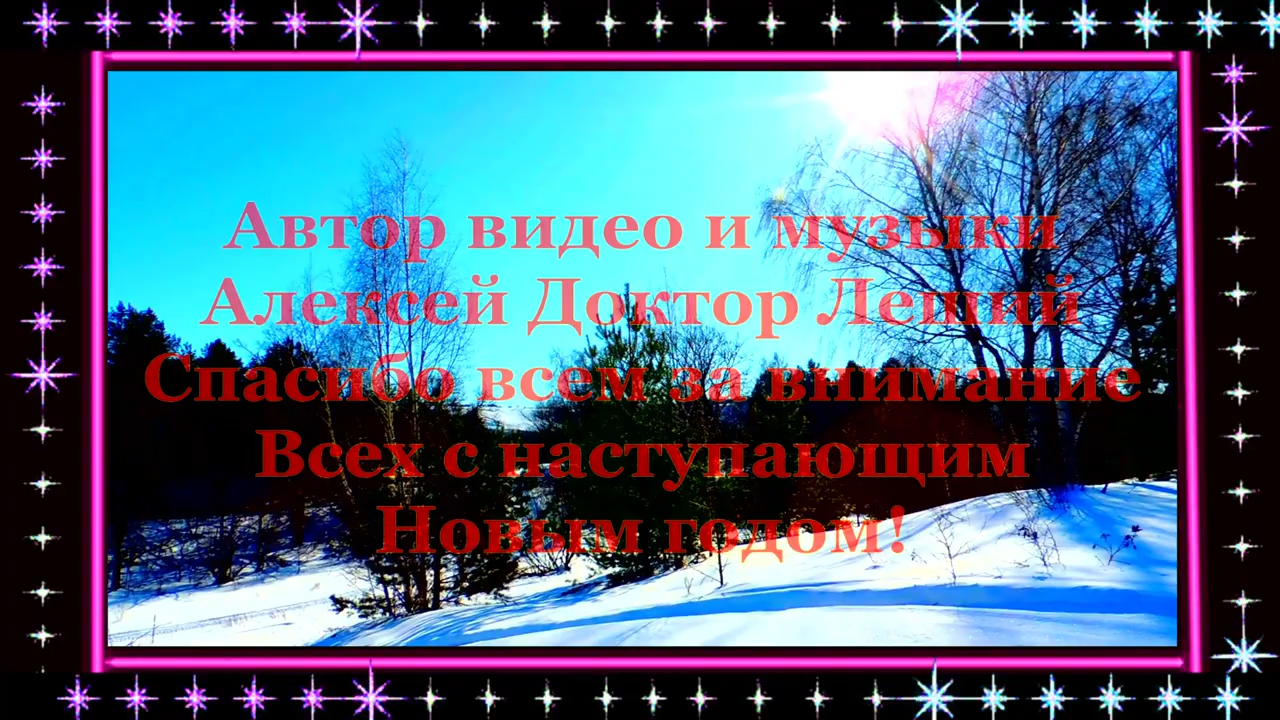 Автор видео и музыки
Алексей Доктор Леший
Спасибо всем за внимание
Всех с наступающим
Новым годом!